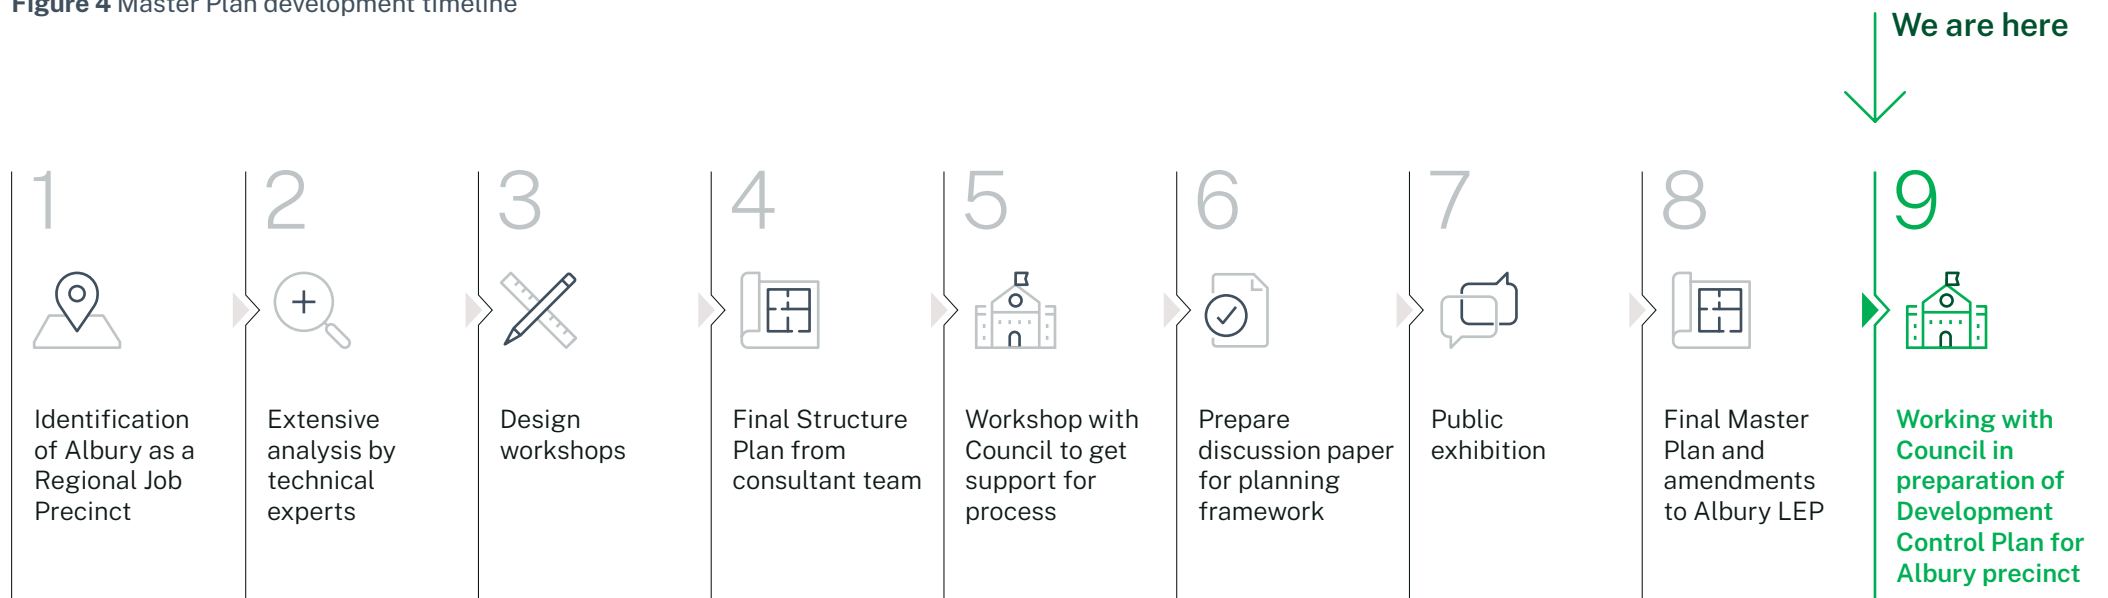 Figure 4 Master Plan development timeline
We are here
1
Identification
of Albury as a
Regional Job
Precinct
2
Extensive
analysis by
technical
experts
3
Design
workshops
4
Final Structure
Plan from
consultant team
5
Workshop with
Council to get
support for
process
6
Prepare
discussion paper
for planning
framework
7
Public
exhibition
8
Final Master
Plan and
amendments
to Albury LEP
9
Working with
Council in
preparation of
Development
Control Plan for
Albury precinct